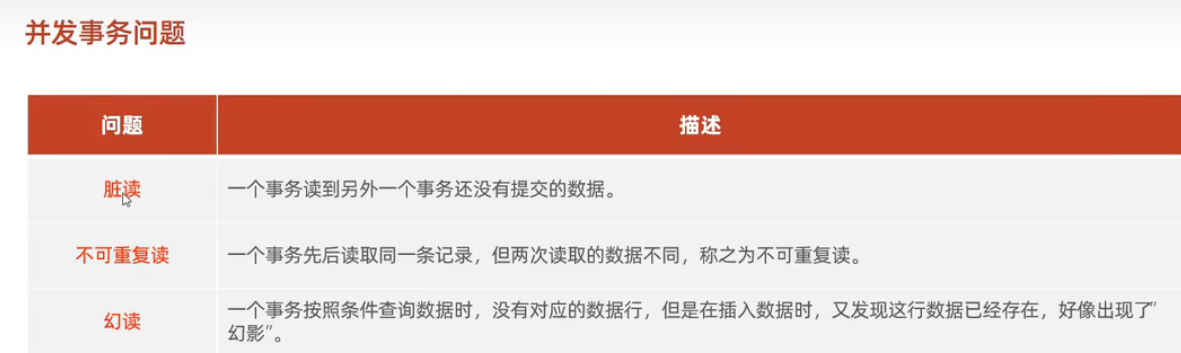 并发事务问题
问题 描述
脏读 一个事务读到另外一个事务还没有提交的数据。
不可重复读 一个事务先后读取同一条记录，但两次读取的数据不同，称之为不可重复读。
幻读 一个事务按照条件查询数据时，没有对应的数据行，但是在插入数据时，又发现这行数据已经存在，好像出现了"
幻影"。